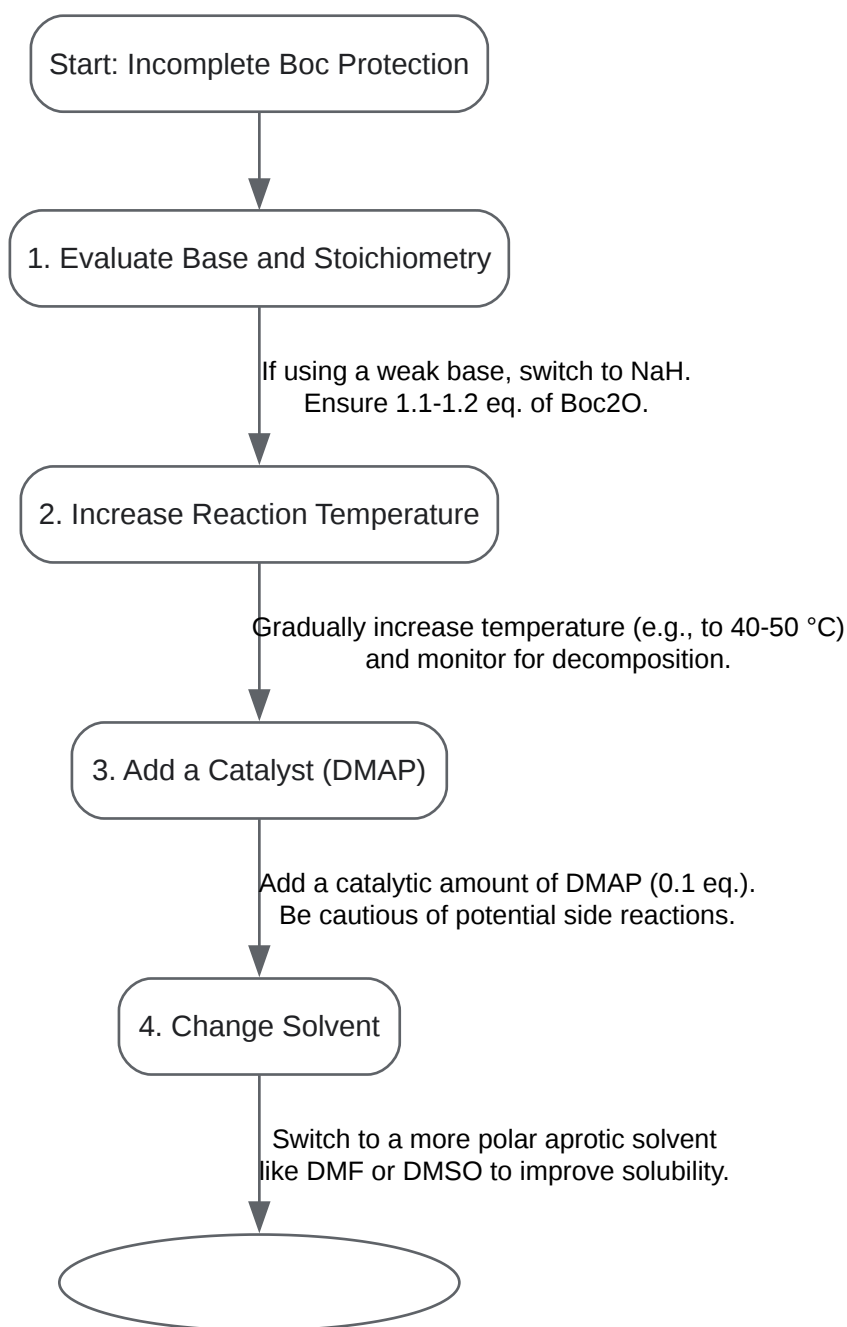 Start: Incomplete Boc Protection
1. Evaluate Base and Stoichiometry
If using a weak base, switch to NaH.
Ensure 1.1-1.2 eq. of Boc2O.
2. Increase Reaction Temperature
Gradually increase temperature (e.g., to 40-50 °C)
and monitor for decomposition.
3. Add a Catalyst (DMAP)
Add a catalytic amount of DMAP (0.1 eq.).
Be cautious of potential side reactions.
4. Change Solvent
Switch to a more polar aprotic solvent
like DMF or DMSO to improve solubility.